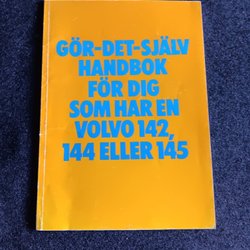 GÖR-DET-SJÄLV
HANDBOK
FÖR DIG
SOM HAR EN
VOLVO 142,
144 ELLER 145